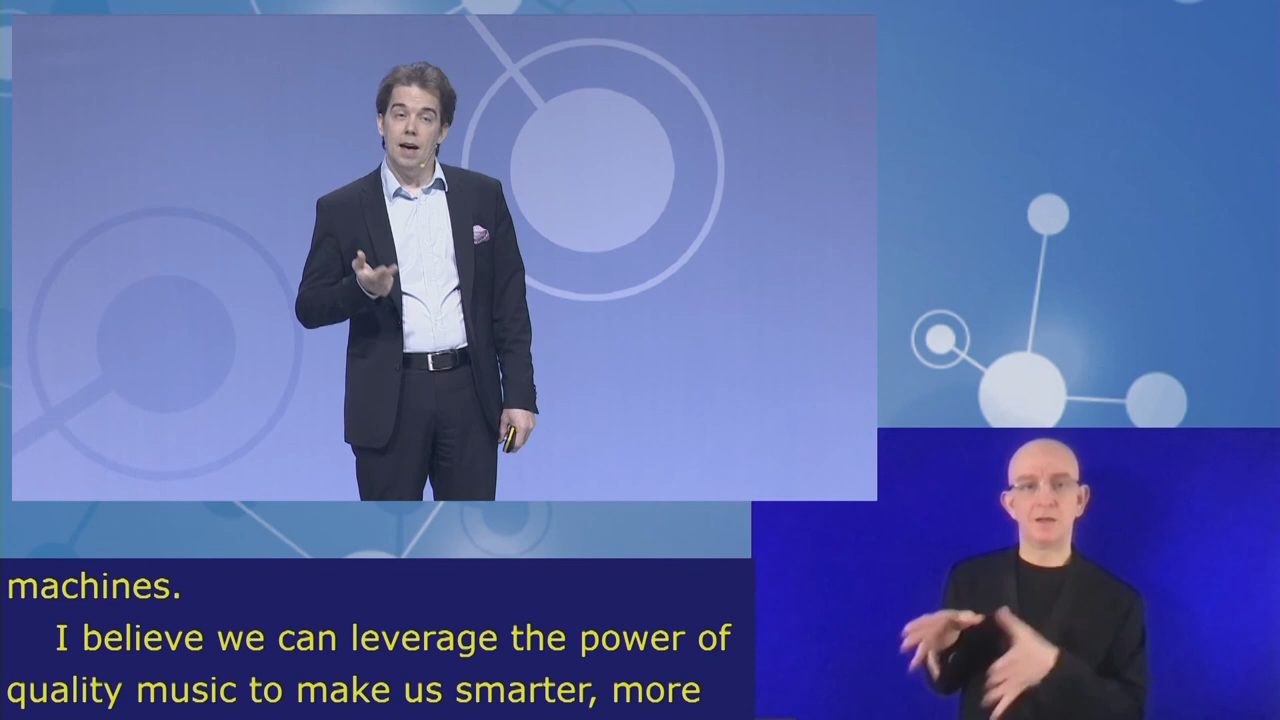 machines.
I believe we can leverage the power of
quality music to make us smarter, more